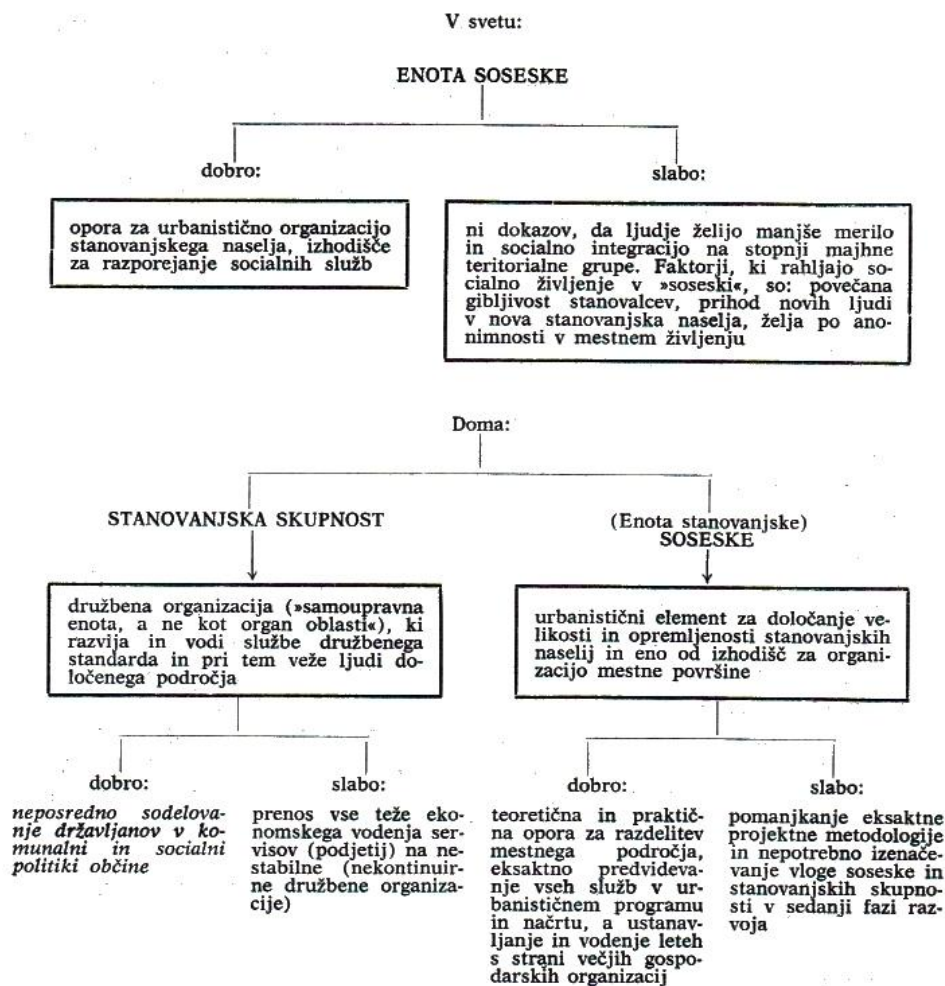 V svetu:
ENOTA SOSESKE
dobro:
opora za urbanistično organizacijo
stanovanjskega naselja, izhodišče
za razporejanje socialnih služb
slabo:
ni dokazov, da ljudje želijo manjše merilo
in socialno integracijo na stopnji majhne
teritorialne grupe. Faktorji, ki rahljajo so-
cialno življenje v »soseski«, so: povečana
gibljivost stanovalcev, prihod novih ljudi
v nova stanovanjska naselja, želja po ano-
nimnosti v mestnem življenju
Doma:
STANOVANJSKA SKUPNOST
družbena organizacija (»samoupravna
enota, a ne kot organ oblasti«), ki
razvija in vodi službe družbenega
standarda in pri tem veže ljudi do-
ločenega področja
dobro:
neposredno sodelova-
nje državljanov v ko-
munalni in socialni
politiki občine
slabo:
prenos vse teže eko-
nomskega vodenja ser-
visov (podjetij) na ne-
stabilne (nekontinuir-
ne družbene organiza-
cije)
(Enota stanovanjske)
SOSESKE
urbanistični element za določanje ve-
likosti in opremljenosti stanovanjskih
naselij in eno od izhodišč za organi-
zacijo mestne površine
dobro:
teoretična in praktič-
na opora za razdelitev
mestnega področja,
eksaktno predvideva-
nje vseh služb v ur-
banističnem programu
in načrtu, a ustanav-
ljanje in vodenje leteh
s strani večjih gospo-
darskih organizacij
slabo:
pomanjkanje eksaktne
projektne metodologije
in nepotrebno izenače-
vanje vloge soseske in
stanovanjskih skupno-
sti v sedanji fazi raz-
voja